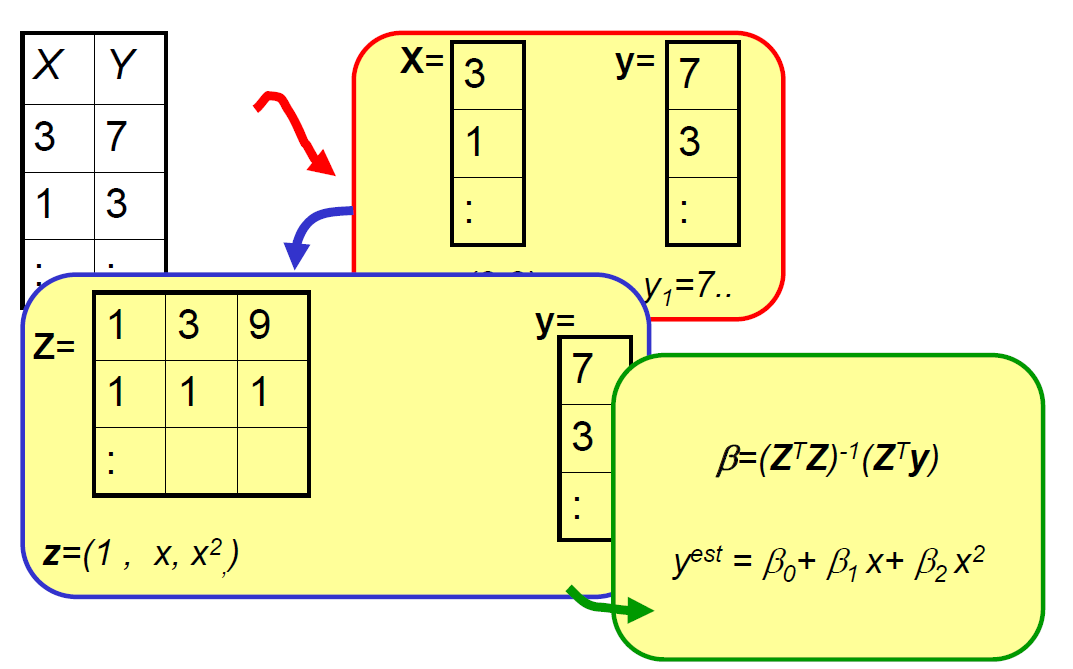 X Y
3 7
1 3
: :
X= 3 1 :
y= 7 3 :
y1=7..
Z= 1 3 9
1 1 1
:
y= 7 3 :
z=(1 , x, x²,)
β=(ZᵀZ)⁻¹(Zᵀy)
yᵉˢᵗ = β₀+ β₁ x+ β₂ x²